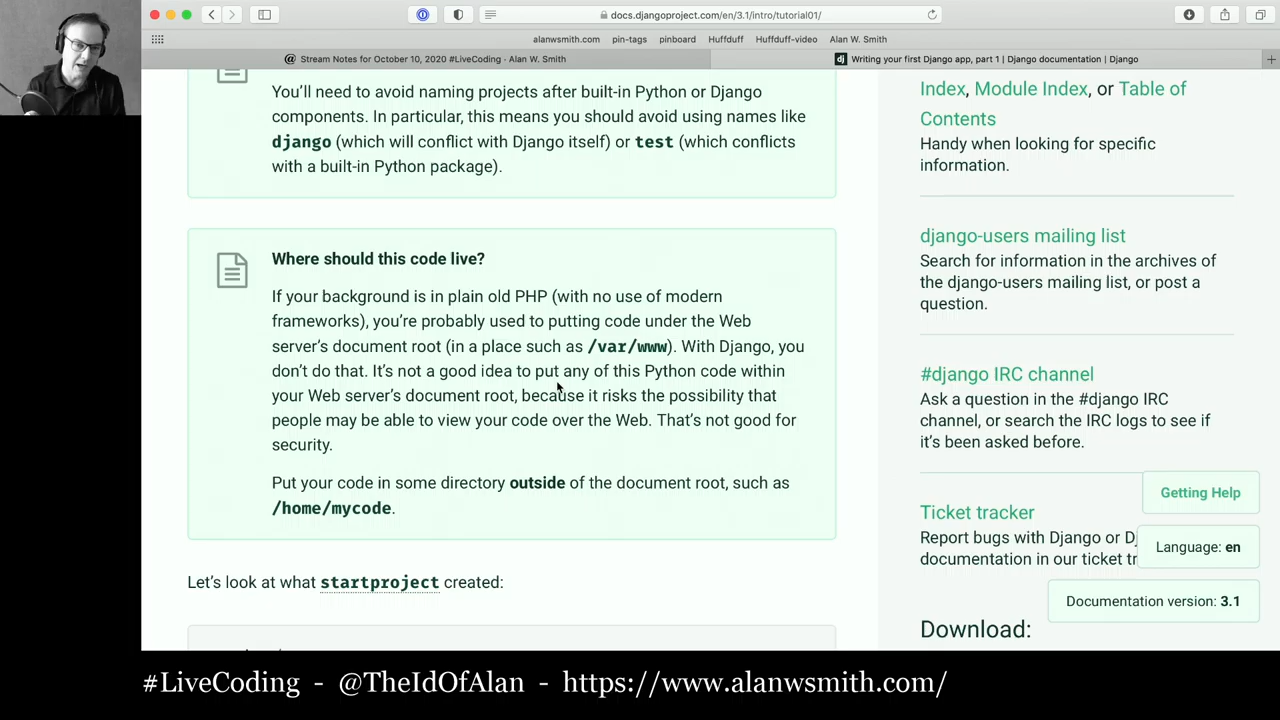 docs.djangoproject.com/en/3.1/intro/tutorial01/
alanwsmith.com pin-tags pinboard Huffduff Huffduff-video Alan W. Smith
@ Stream Notes for October 10, 2020 #LiveCoding - Alan W. Smith
dj Writing your first Django app, part 1 | Django documentation | Django
You’ll need to avoid naming projects after built-in Python or Django
components. In particular, this means you should avoid using names like
django (which will conflict with Django itself) or test (which conflicts
with a built-in Python package).
Where should this code live?
If your background is in plain old PHP (with no use of modern
frameworks), you’re probably used to putting code under the Web
server’s document root (in a place such as /var/www). With Django, you
don’t do that. It’s not a good idea to put any of this Python code within
your Web server’s document root, because it risks the possibility that
people may be able to view your code over the Web. That’s not good for
security.
Put your code in some directory outside of the document root, such as
/home/mycode.
Let’s look at what startproject created:
Index, Module Index, or Table of
Contents
Handy when looking for specific
information.
django-users mailing list
Search for information in the archives of
the django-users mailing list, or post a
question.
#django IRC channel
Ask a question in the #django IRC
channel, or search the IRC logs to see if
it’s been asked before.
Ticket tracker
Report bugs with Django or Dj
documentation in our ticket tr
Getting Help
Language: en
Documentation version: 3.1
Download:
#LiveCoding - @TheIdOfAlan - https://www.alanwsmith.com/